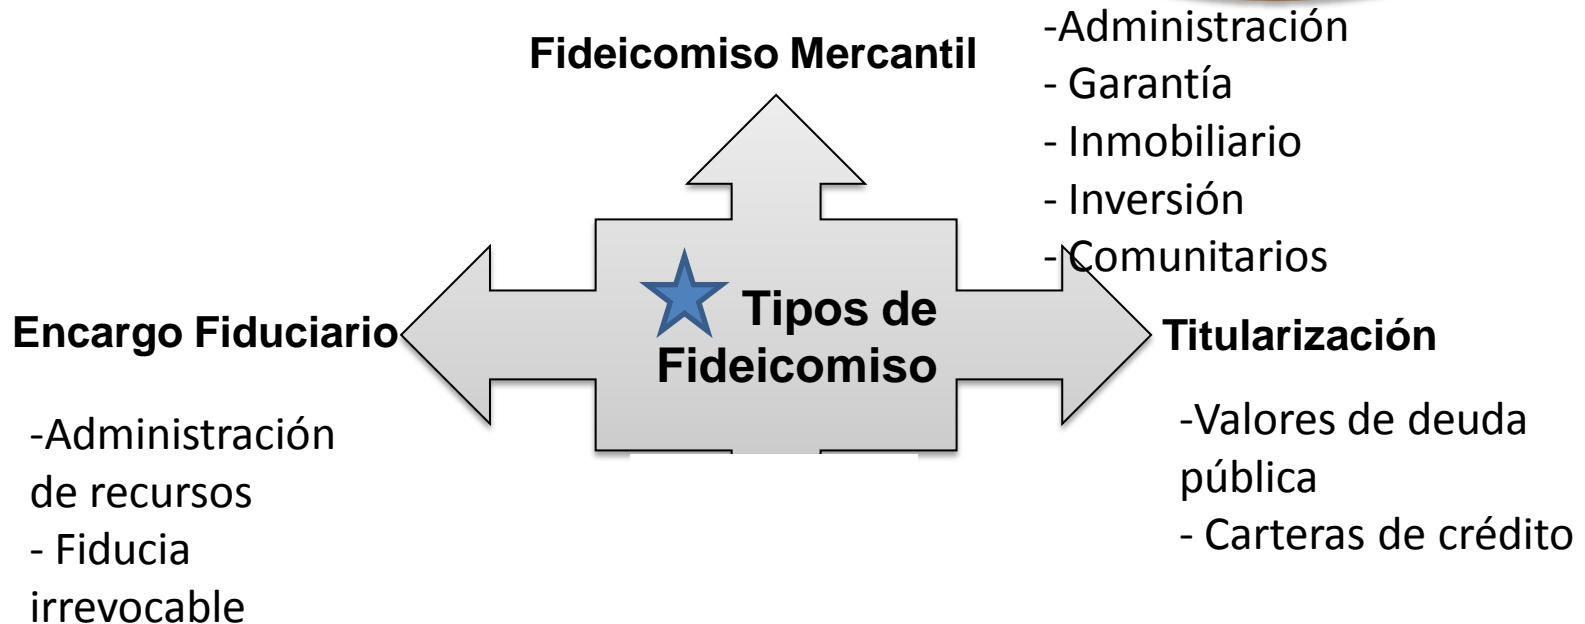 Fideicomiso Mercantil
-Administración
- Garantía
- Inmobiliario
- Inversión
- Comunitarios
Tipos de
Fideicomiso
Encargo Fiduciario
-Administración
de recursos
- Fiducia
irrevocable
Titularización
-Valores de deuda
pública
- Carteras de crédito